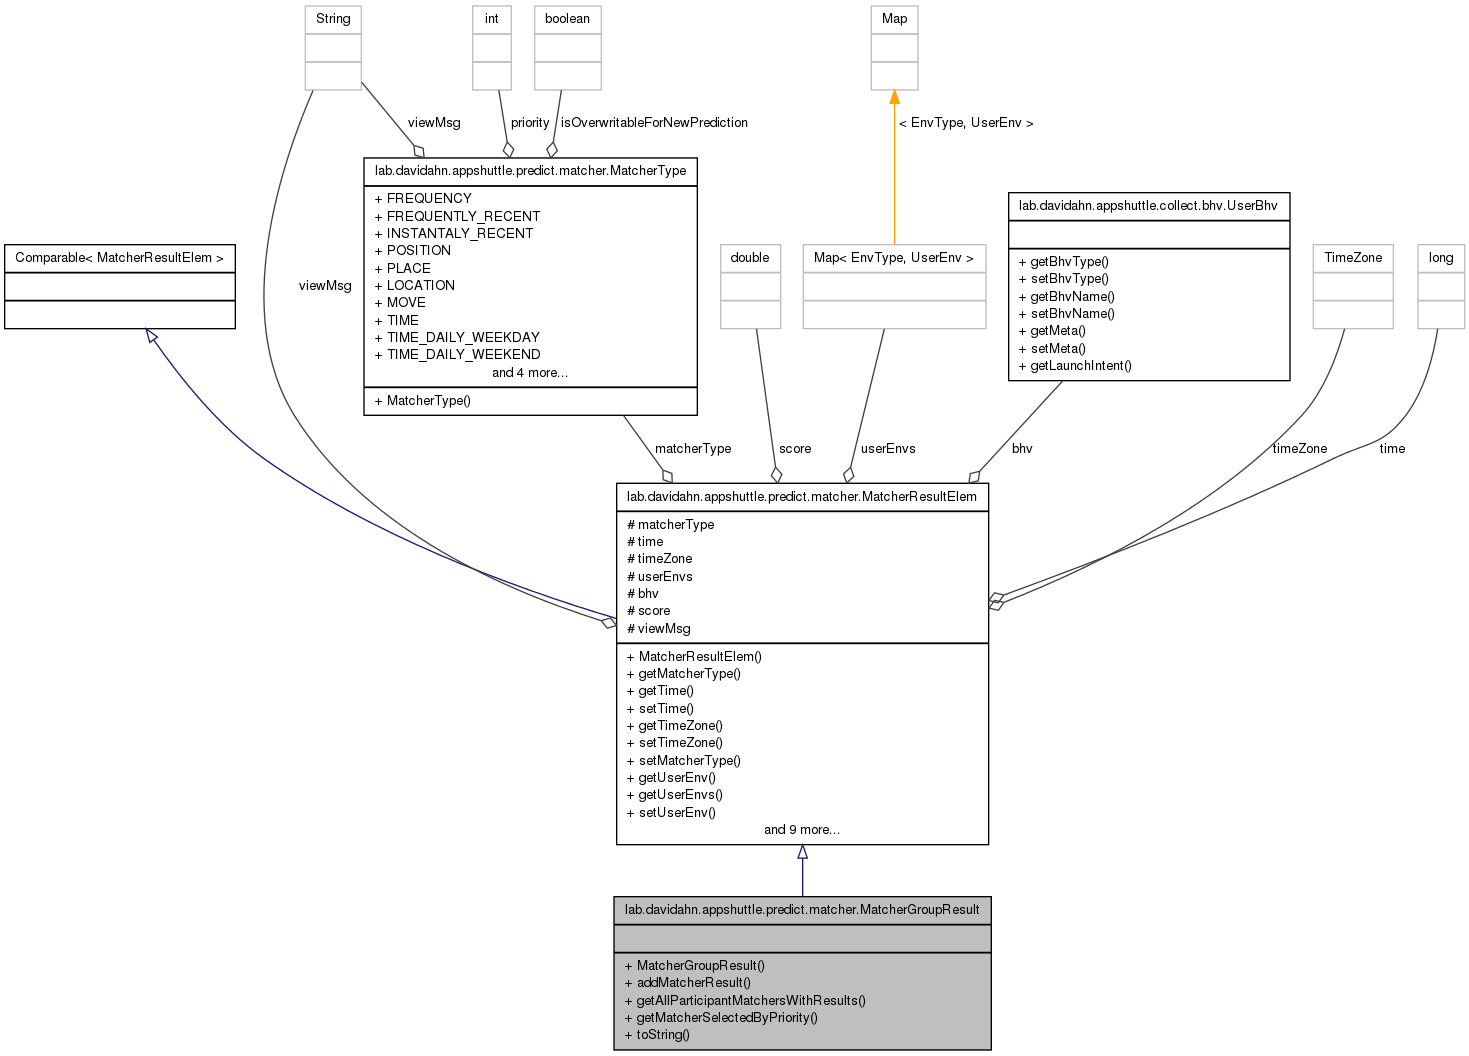 String
int
boolean
Map
viewMsg
priority
isOverwritableForNewPrediction
< EnvType, UserEnv >
lab.davidahn.appshuttle.predict.matcher.MatcherType
+ FREQUENCY
+ FREQUENTLY_RECENT
+ INSTANTALY_RECENT
+ POSITION
+ PLACE
+ LOCATION
+ MOVE
+ TIME
+ TIME_DAILY_WEEKDAY
+ TIME_DAILY_WEEKEND
and 4 more...
+ MatcherType()
lab.davidahn.appshuttle.collect.bhv.UserBhv
+ getBhvType()
+ setBhvType()
+ getBhvName()
+ setBhvName()
+ getMeta()
+ setMeta()
+ getLaunchIntent()
Comparable< MatcherResultElem >
viewMsg
double
Map< EnvType, UserEnv >
TimeZone
long
matcherType
score
userEnvs
bhv
timeZone
time
lab.davidahn.appshuttle.predict.matcher.MatcherResultElem
# matcherType
# time
# timeZone
# userEnvs
# bhv
# score
# viewMsg
+ MatcherResultElem()
+ getMatcherType()
+ getTime()
+ setTime()
+ getTimeZone()
+ setTimeZone()
+ setMatcherType()
+ getUserEnv()
+ getUserEnvs()
+ setUserEnv()
and 9 more...
lab.davidahn.appshuttle.predict.matcher.MatcherGroupResult
+ MatcherGroupResult()
+ addMatcherResult()
+ getAllParticipantMatchersWithResults()
+ getMatcherSelectedByPriority()
+ toString()